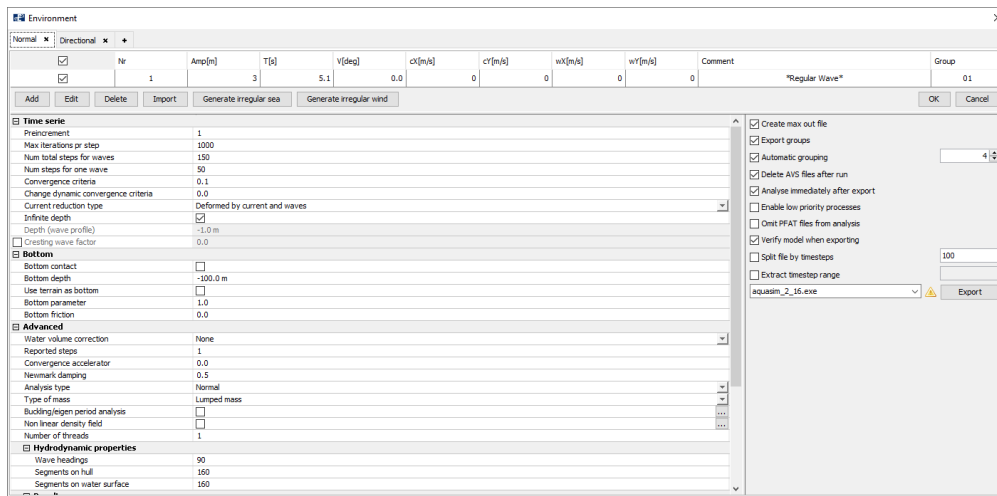 Environment
Normal Directional +
Nr Amp[m] T[s] V[deg] cX[m/s] cY[m/s] wX[m/s] wY[m/s] Comment Group
1 3 5.1 0.0 0 0 0 0 "Regular Wave" 01
Add Edit Delete Import Generate irregular sea Generate irregular wind OK Cancel
Time serie
Preincrement 1
Max iterations pr step 1000
Num total steps for waves 150
Num steps for one wave 50
Convergence criteria 0.1
Change dynamic convergence criteria 0.0
Current reduction type Deformed by current and waves
Infinite depth
Depth (wave profile) -1.0 m
Cresting wave factor 0.0
Bottom
Bottom contact
Bottom depth -100.0 m
Use terrain as bottom
Bottom parameter 1.0
Bottom friction 0.0
Advanced
Water volume correction None
Reported steps 1
Convergence accelerator 0.0
Newmark damping 0.5
Analysis type Normal
Type of mass Lumped mass
Buckling/eigen period analysis ...
Non linear density field ...
Number of threads 1
Hydrodynamic properties
Wave headings 90
Segments on hull 160
Segments on water surface 160
Create max out file
Export groups
Automatic grouping 4
Delete AVS files after run
Analyse immediately after export
Enable low priority processes
Omit PFAT files from analysis
Verify model when exporting
Split file by timesteps 100
Extract timestep range
aquasim_2_16.exe Export